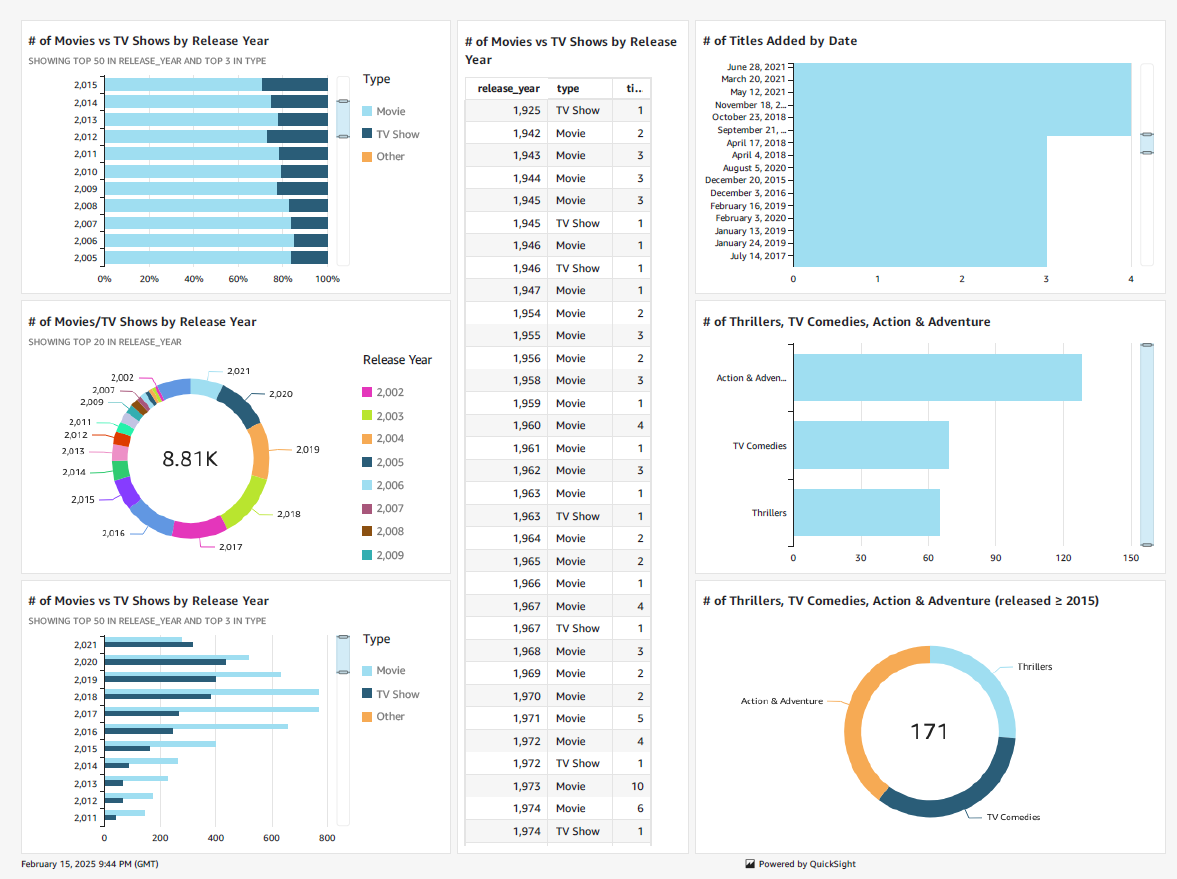 # of Movies vs TV Shows by Release Year
SHOWING TOP 50 IN RELEASE_YEAR AND TOP 3 IN TYPE
2,015
2,014
2,013
2,012
2,011
2,010
2,009
2,008
2,007
2,006
2,005
0% 20% 40% 60% 80% 100%
Type
Movie
TV Show
Other
# of Movies/TV Shows by Release Year
SHOWING TOP 20 IN RELEASE_YEAR
2,021
2,020
2,019
2,018
2,017
2,016
2,015
2,014
2,013
2,012
2,011
2,009
2,007
2,002
8.81K
Release Year
2,002
2,003
2,004
2,005
2,006
2,007
2,008
2,009
# of Movies vs TV Shows by Release Year
SHOWING TOP 50 IN RELEASE_YEAR AND TOP 3 IN TYPE
2,021
2,020
2,019
2,018
2,017
2,016
2,015
2,014
2,013
2,012
2,011
0 200 400 600 800
Type
Movie
TV Show
Other
# of Movies vs TV Shows by Release
Year
release_year type ti...
1,925 TV Show 1
1,942 Movie 2
1,943 Movie 3
1,944 Movie 3
1,945 Movie 3
1,945 TV Show 1
1,946 Movie 1
1,946 TV Show 1
1,947 Movie 1
1,954 Movie 2
1,955 Movie 3
1,956 Movie 2
1,958 Movie 3
1,959 Movie 1
1,960 Movie 4
1,961 Movie 1
1,962 Movie 3
1,963 Movie 1
1,963 TV Show 1
1,964 Movie 2
1,965 Movie 2
1,966 Movie 1
1,967 Movie 4
1,967 TV Show 1
1,968 Movie 3
1,969 Movie 2
1,970 Movie 2
1,971 Movie 5
1,972 Movie 4
1,972 TV Show 1
1,973 Movie 10
1,974 Movie 6
1,974 TV Show 1
# of Titles Added by Date
June 28, 2021
March 20, 2021
May 12, 2021
November 18, 2...
October 23, 2018
September 21, ...
April 17, 2018
April 4, 2018
August 5, 2020
December 20, 2015
December 3, 2016
February 16, 2019
February 3, 2020
January 13, 2019
January 24, 2019
July 14, 2017
0 1 2 3 4
# of Thrillers, TV Comedies, Action & Adventure
Action & Adven...
TV Comedies
Thrillers
0 30 60 90 120 150
# of Thrillers, TV Comedies, Action & Adventure (released ≥ 2015)
Thrillers
Action & Adventure
171
TV Comedies
February 15, 2025 9:44 PM (GMT)
Powered by QuickSight